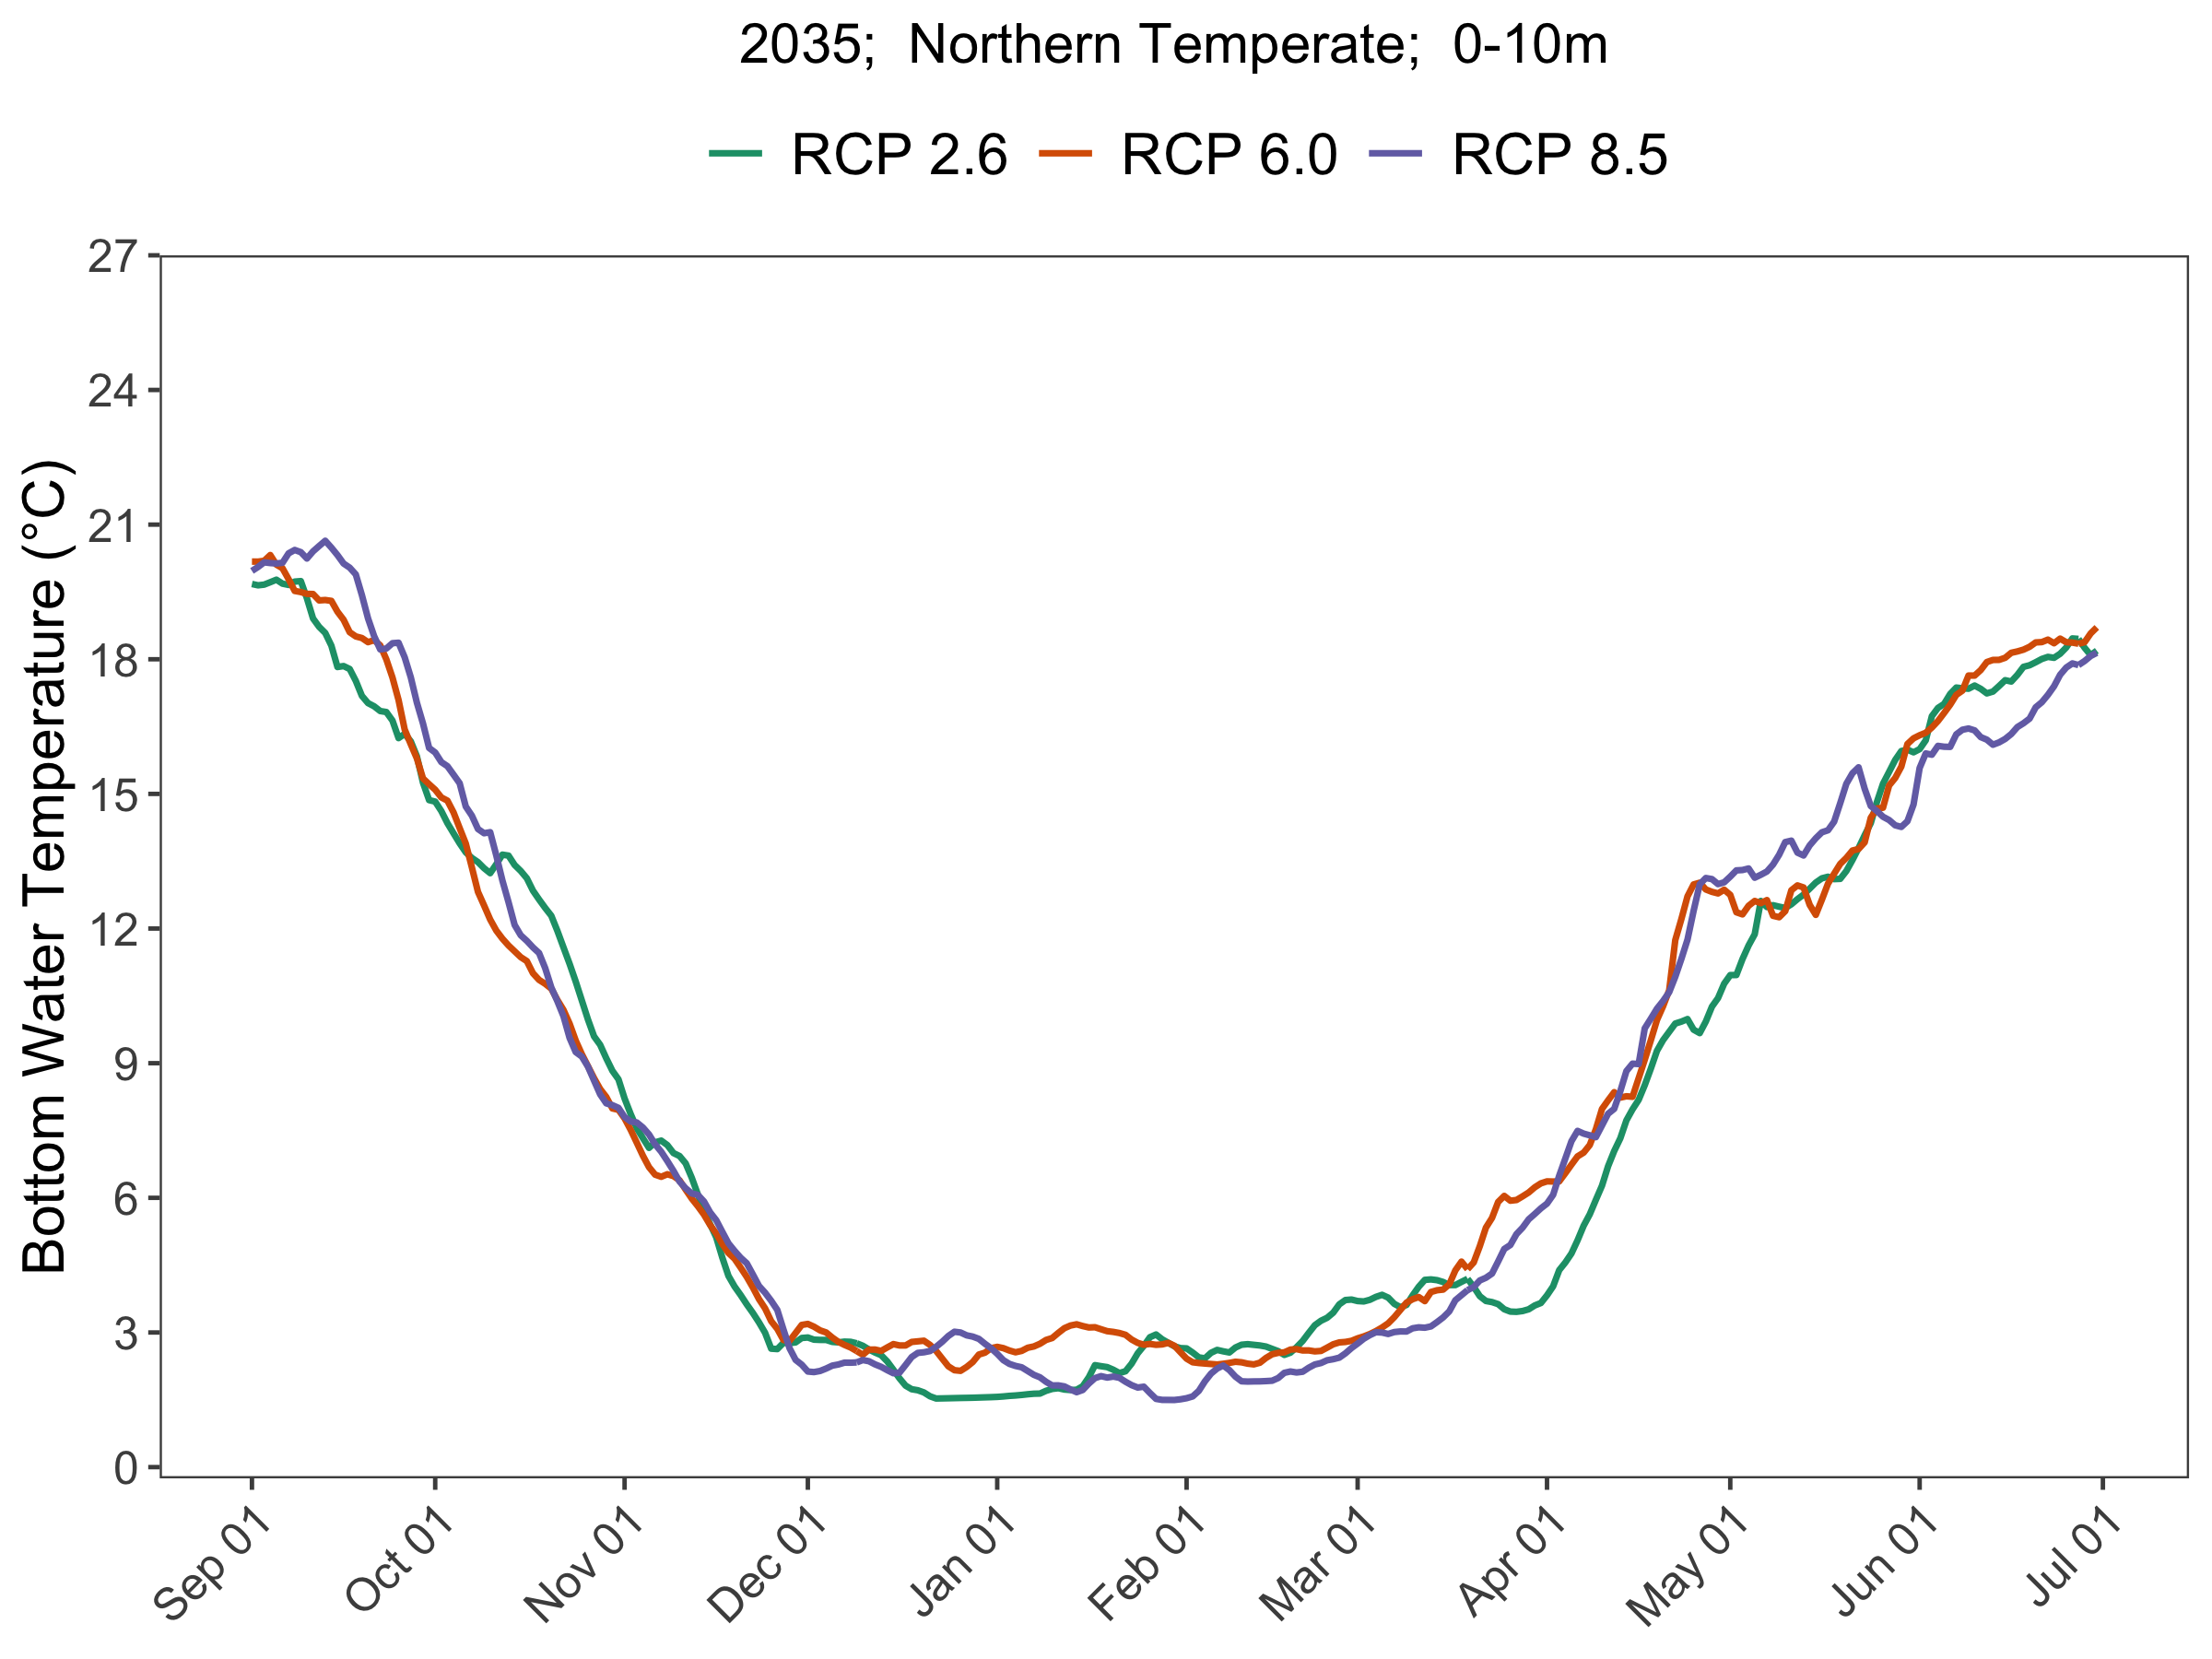 2035;  Northern Temperate;  0-10m
RCP 2.6 RCP 6.0 RCP 8.5
Bottom Water Temperature (°C)
27
24
21
18
15
12
9
6
3
0
Sep 01 Oct 01 Nov 01 Dec 01 Jan 01 Feb 01 Mar 01 Apr 01 May 01 Jun 01 Jul 01